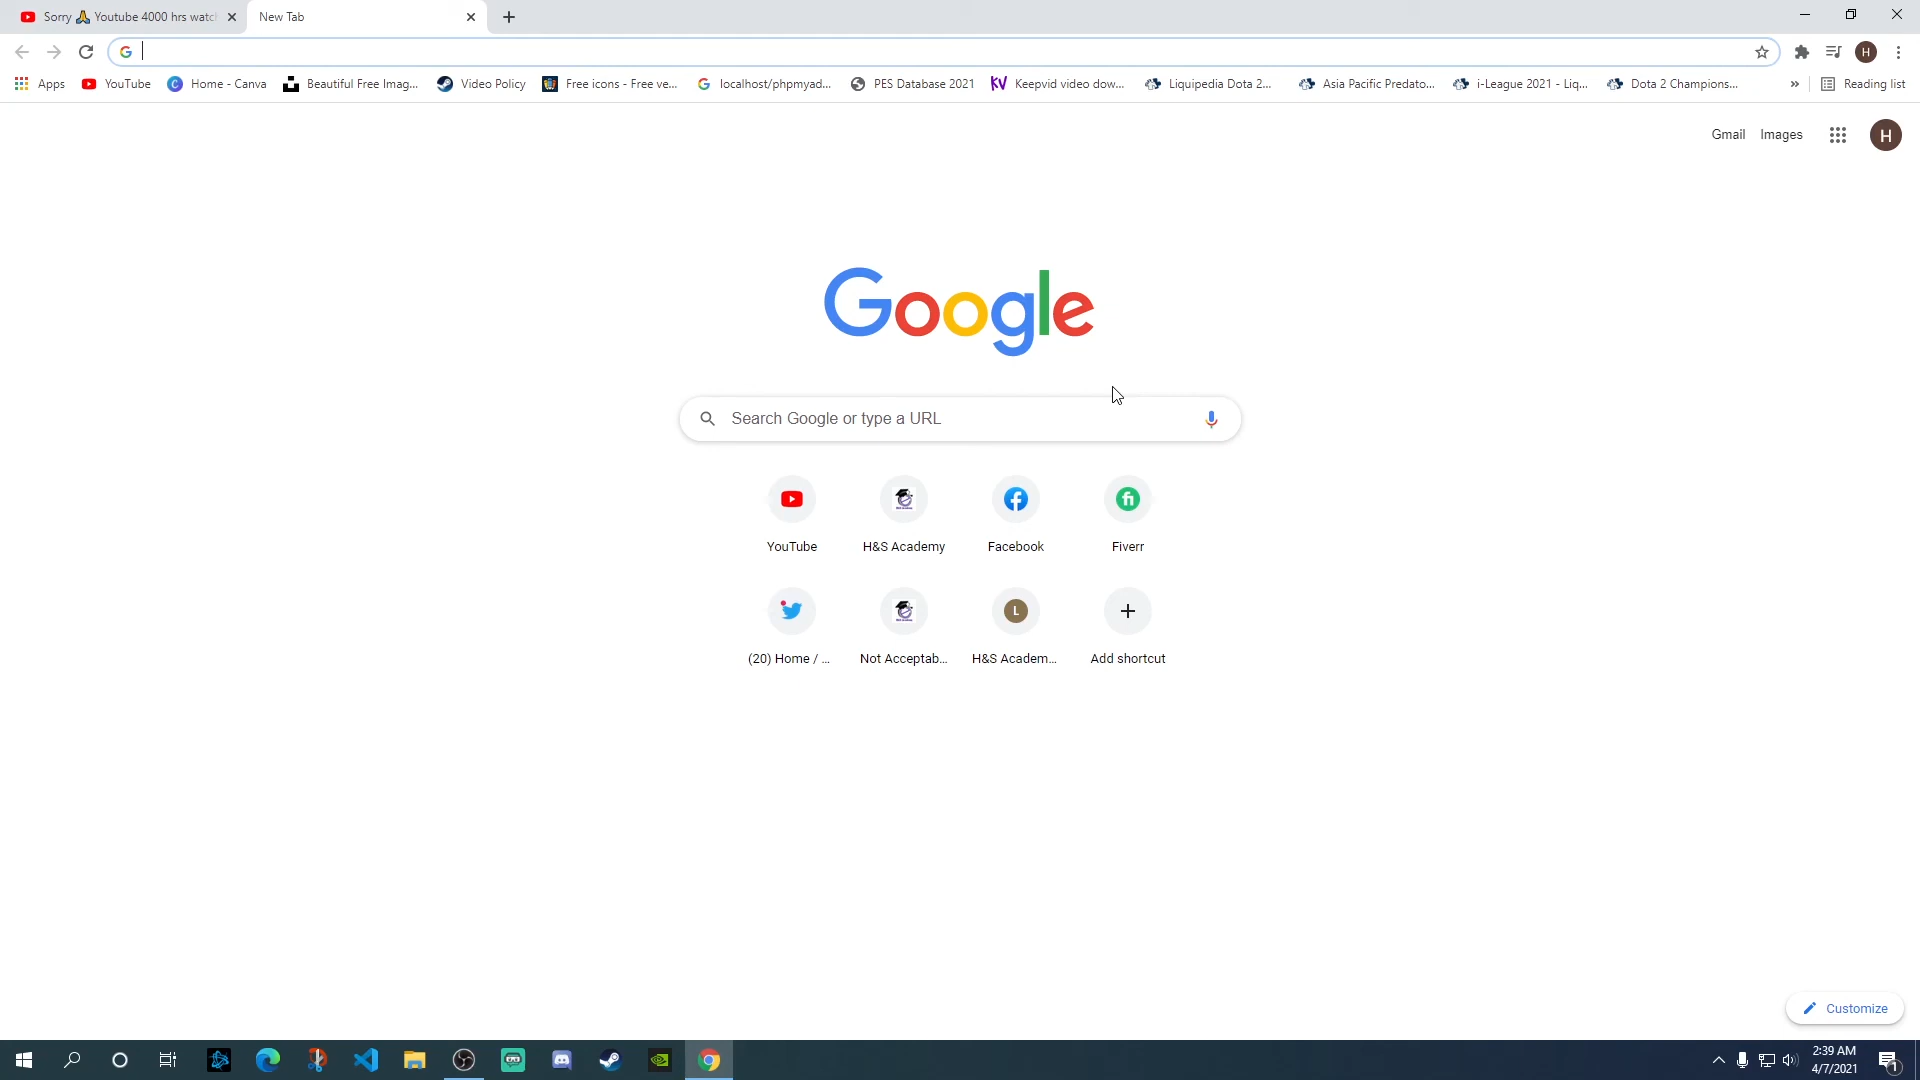 Sorry 🙏 Youtube 4000 hrs watch
New Tab
Apps
YouTube
Home - Canva
Beautiful Free Imag...
Video Policy
Free icons - Free ve...
localhost/phpmyad...
PES Database 2021
Keepvid video dow...
Liquipedia Dota 2...
Asia Pacific Predato...
i-League 2021 - Liq...
Dota 2 Champions...
»
Reading list
Gmail
Images
H
H
Google
Search Google or type a URL
YouTube
H&S Academy
Facebook
Fiverr
L
(20) Home / ...
Not Acceptab...
H&S Academ...
Add shortcut
Customize
2:39 AM
4/7/2021
1